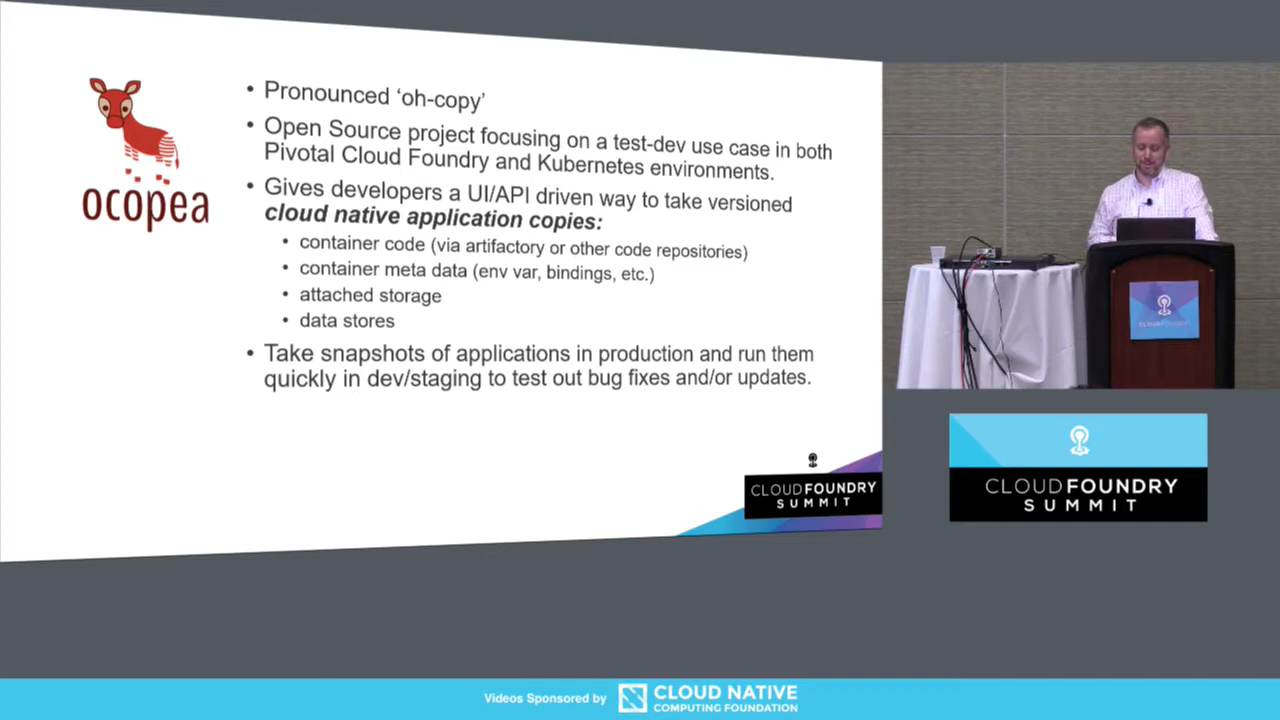 • Pronounced ‘oh-copy’
• Open Source project focusing on a test-dev use case in both
Pivotal Cloud Foundry and Kubernetes environments.
• Gives developers a UI/API driven way to take versioned
cloud native application copies:
• container code (via artifactory or other code repositories)
• container meta data (env var, bindings, etc.)
• attached storage
• data stores
• Take snapshots of applications in production and run them
quickly in dev/staging to test out bug fixes and/or updates.
ocopea
CLOUDFOUNDRY
SUMMIT
CLOUDFOUNDRY
CLOUDFOUNDRY
SUMMIT
Videos Sponsored by
CLOUD NATIVE
COMPUTING FOUNDATION